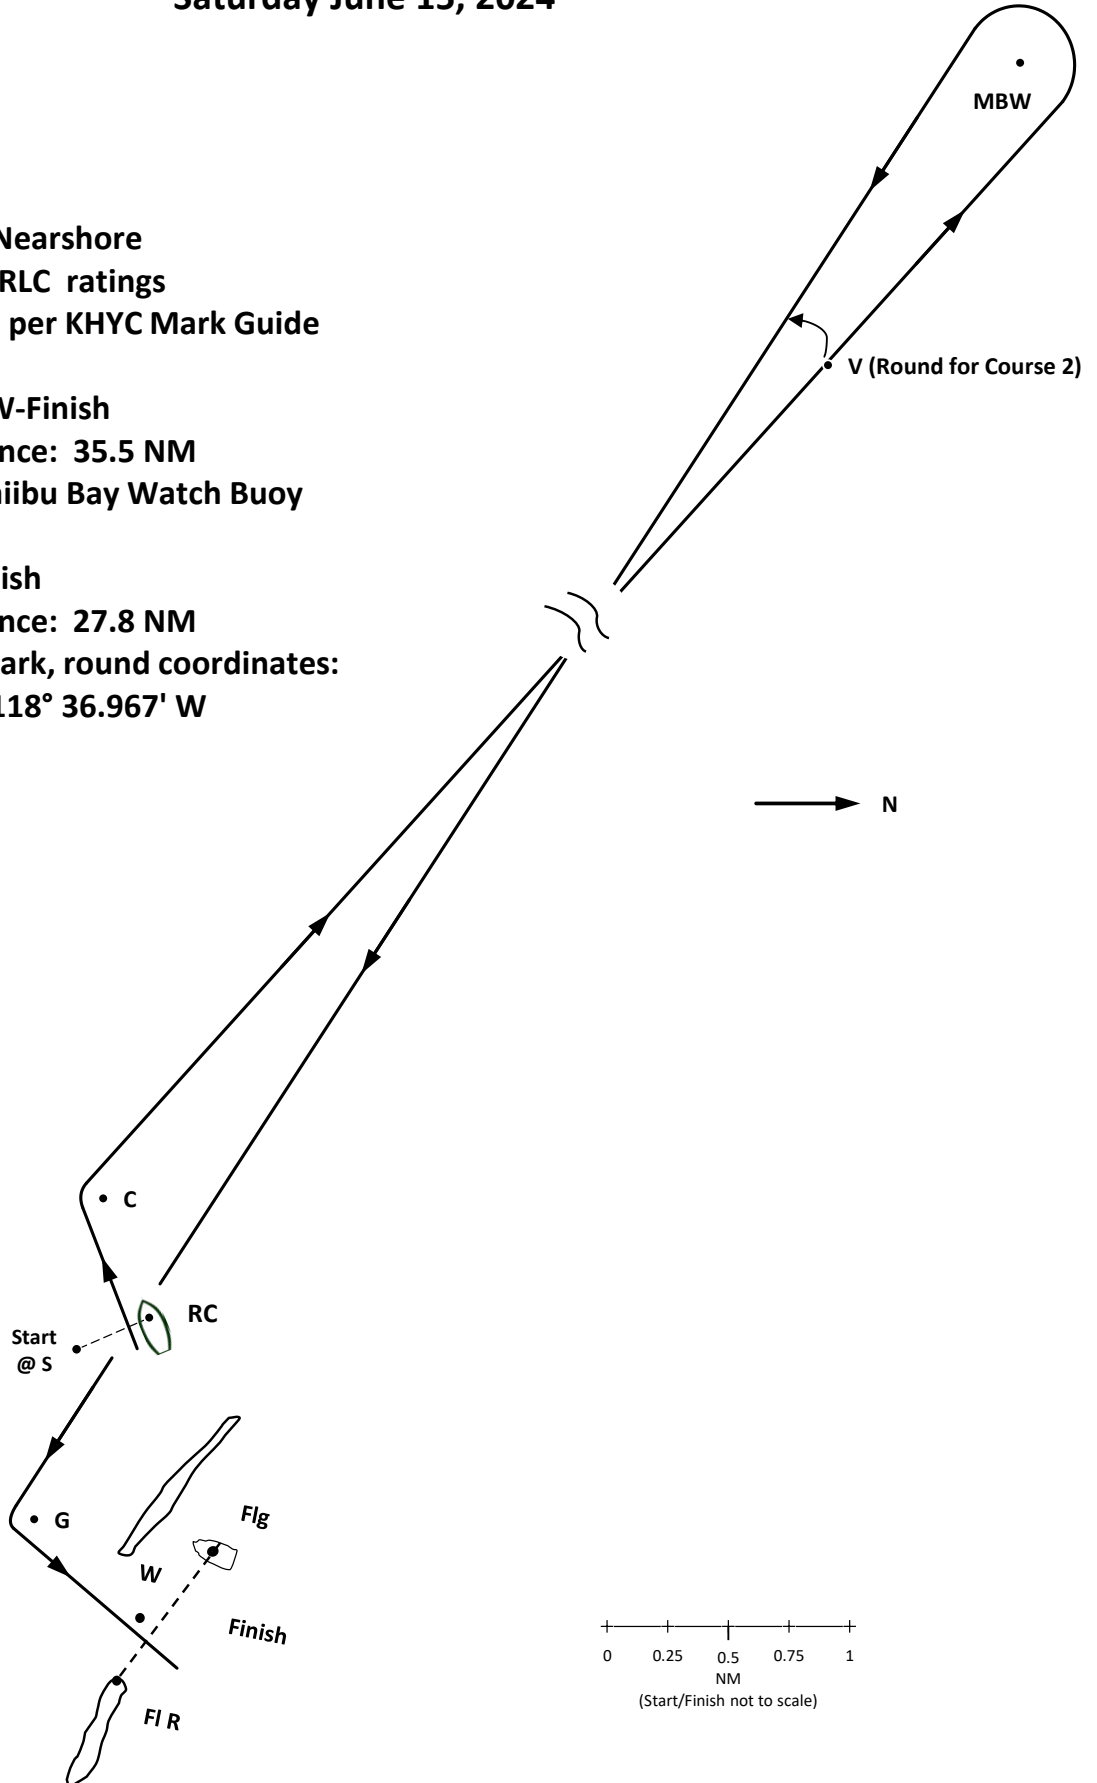 Saturday June 15, 2024
MBW
Nearshore
RLC ratings
per KHYC Mark Guide
V (Round for Course 2)
W-Finish
nce: 35.5 NM
iibu Bay Watch Buoy
ish
nce: 27.8 NM
ark, round coordinates:
118° 36.967' W
N
C
RC
Start
@ S
Flg
G
W
Finish
0 0.25 0.5 0.75 1
NM
(Start/Finish not to scale)
Fl R